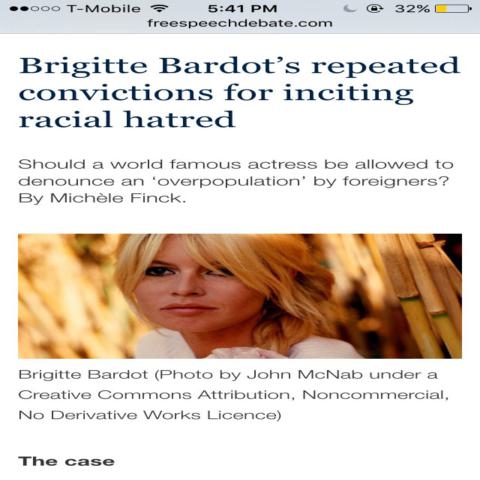 T-Mobile 5:41 PM 32%
freespeechdebate.com
Brigitte Bardot’s repeated
convictions for inciting
racial hatred
Should a world famous actress be allowed to
denounce an ‘overpopulation’ by foreigners?
By Michèle Finck.
Brigitte Bardot (Photo by John McNab under a
Creative Commons Attribution, Noncommercial,
No Derivative Works Licence)
The case